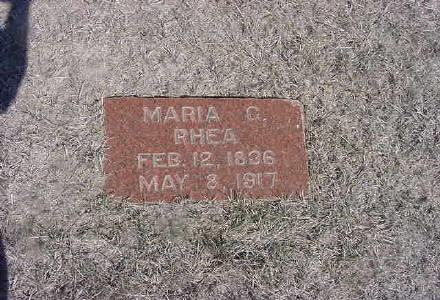 MARIA G.
RHEA
FEB. 12, 1836
MAY 3, 1917